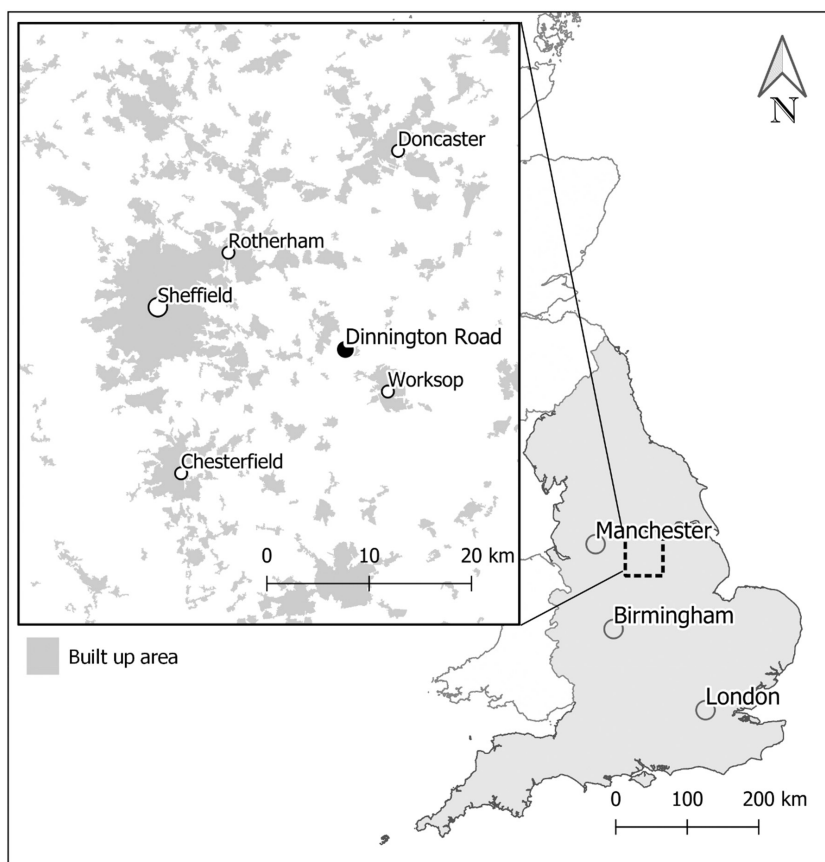 N
Doncaster
Rotherham
Sheffield
Dinnington Road
Worksop
Chesterfield
0 10 20 km
Built up area
Manchester
Birmingham
London
0 100 200 km